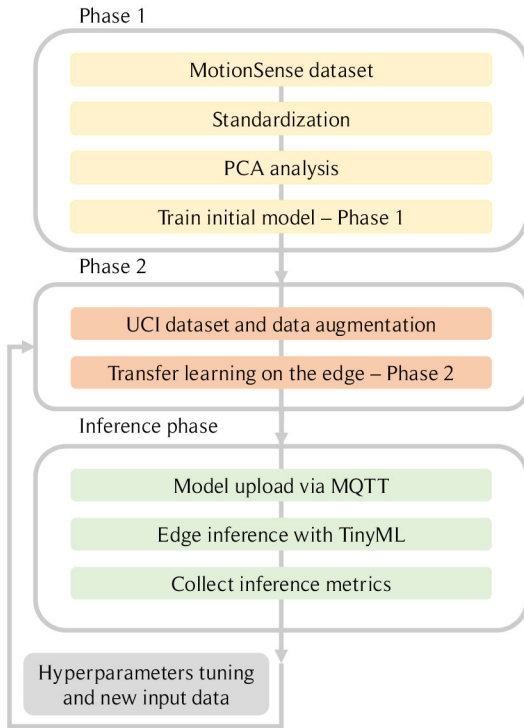 Phase 1
MotionSense dataset
Standardization
PCA analysis
Train initial model – Phase 1
Phase 2
UCI dataset and data augmentation
Transfer learning on the edge – Phase 2
Inference phase
Model upload via MQTT
Edge inference with TinyML
Collect inference metrics
Hyperparameters tuning
and new input data